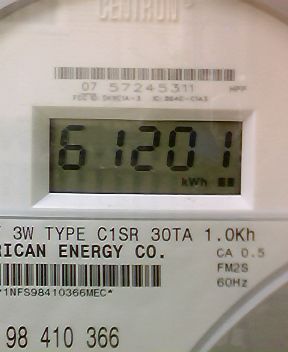 CENTRON
07 57245311
61201
kWh
3W TYPE C1SR 30TA 1.0Kh
RICAN ENERGY CO.
CA 0.5
FM2S
60Hz
*1NFS98410366MEC*
98 410 366